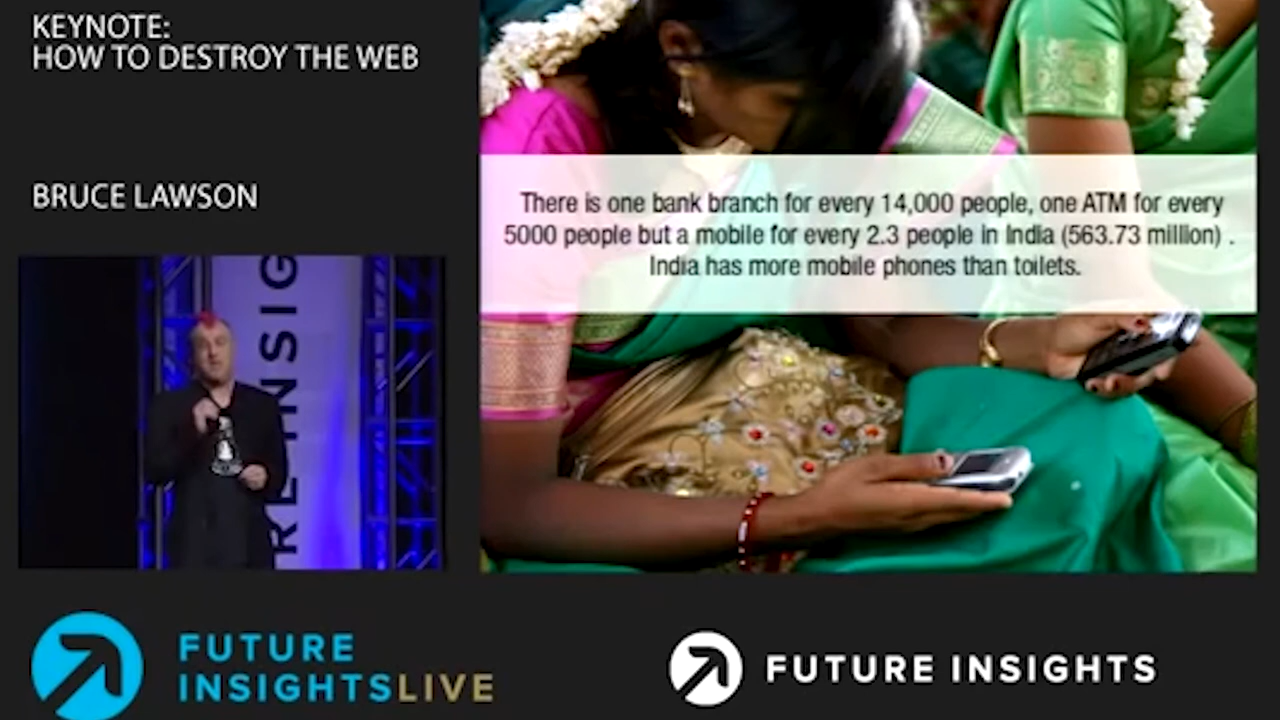 KEYNOTE:
HOW TO DESTROY THE WEB
BRUCE LAWSON
There is one bank branch for every 14,000 people, one ATM for every
5000 people but a mobile for every 2.3 people in India (563.73 million) .
India has more mobile phones than toilets.
RE INSIG
FUTURE
INSIGHTSLIVE
FUTURE INSIGHTS